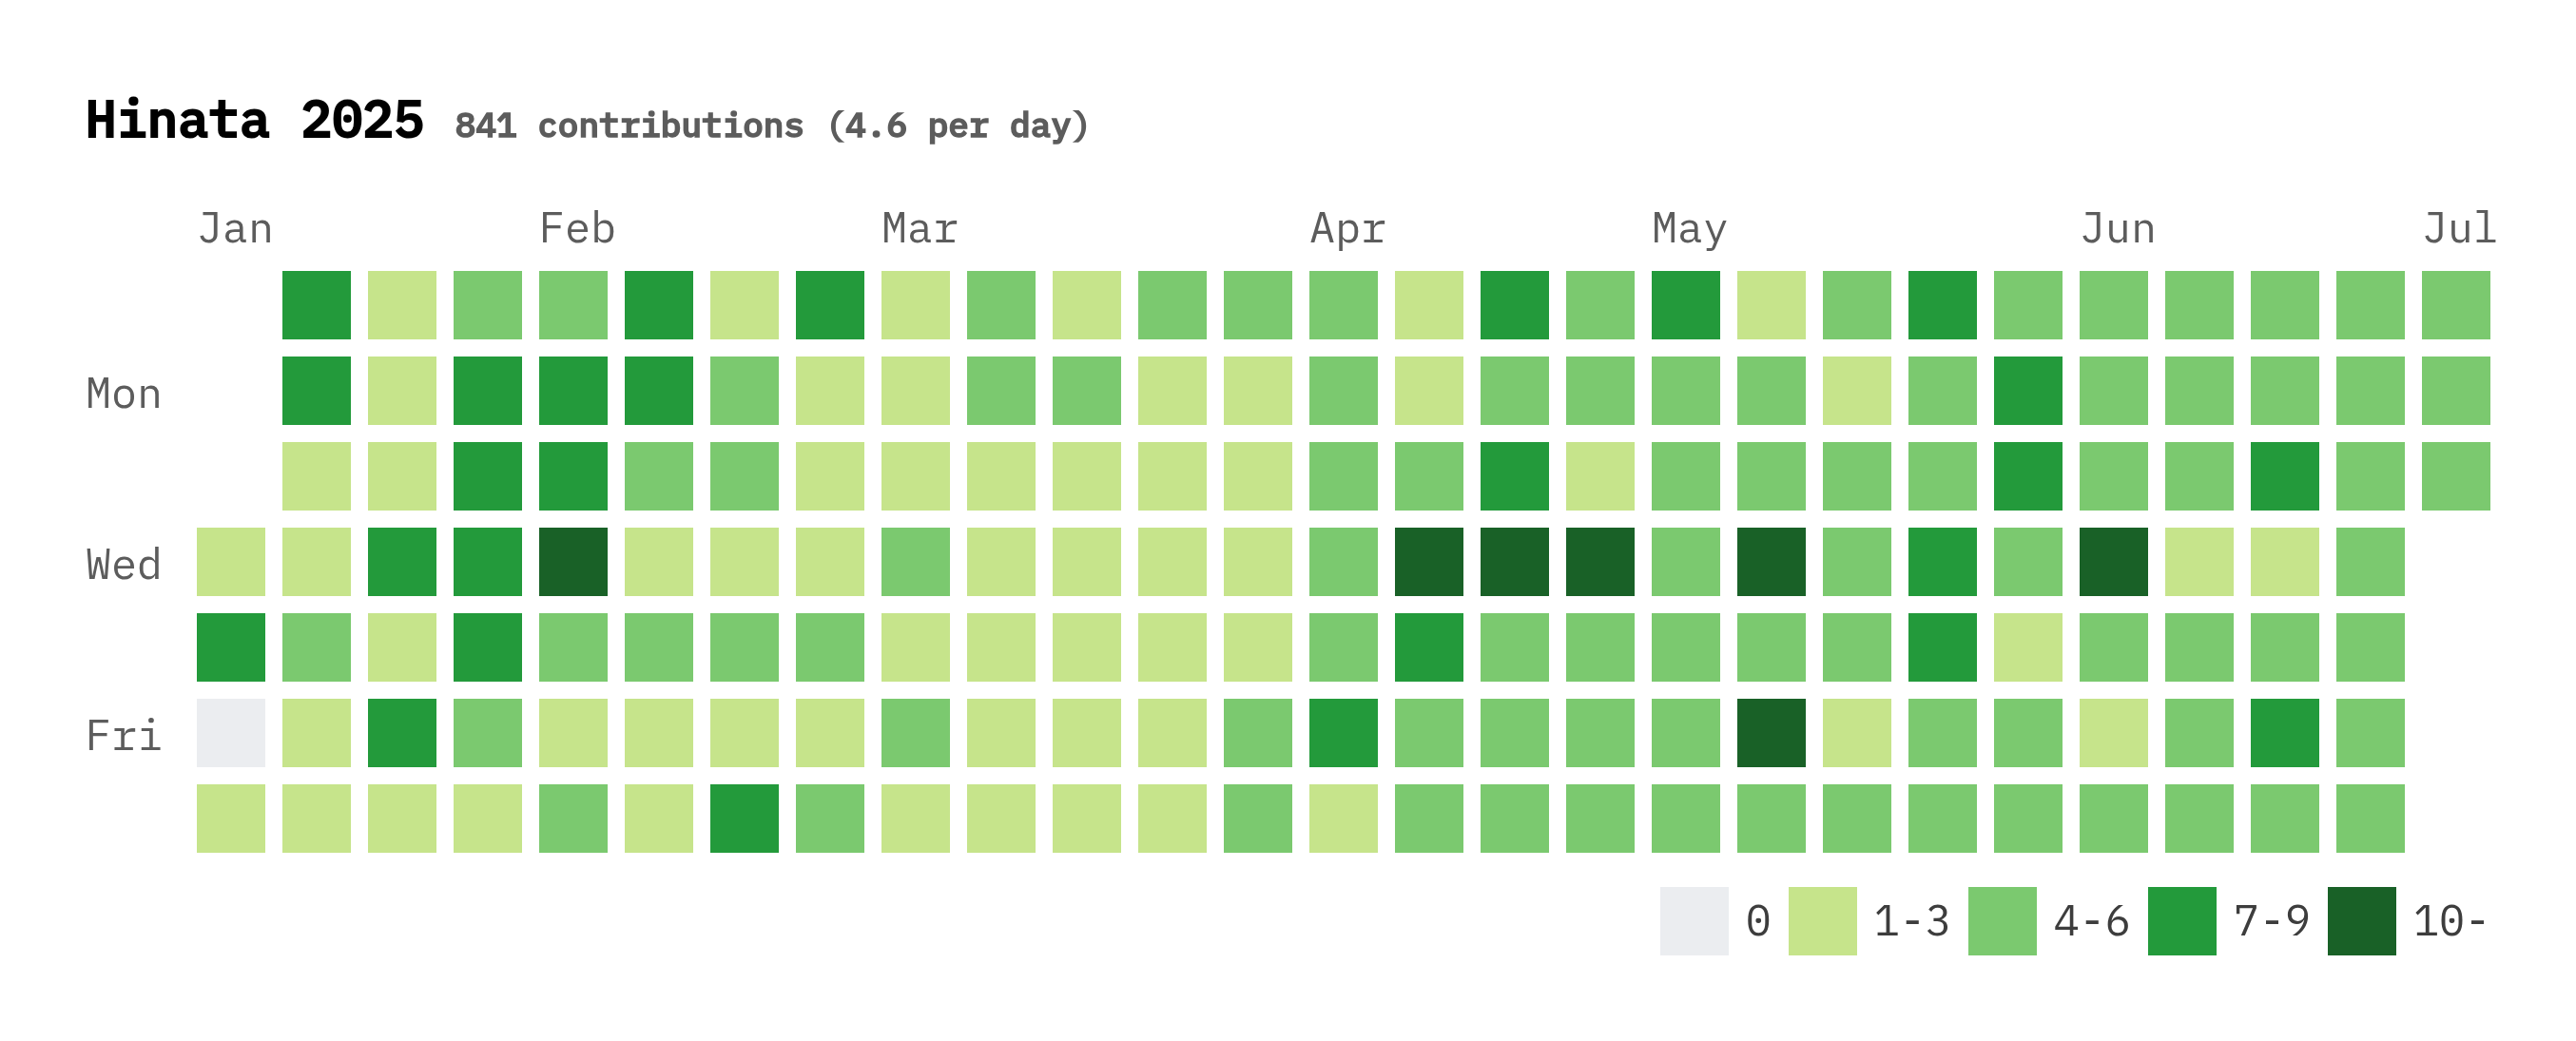 Hinata 2025 841 contributions (4.6 per day)
Jan Feb Mar Apr May Jun Jul
Mon
Wed
Fri
0 1-3 4-6 7-9 10-